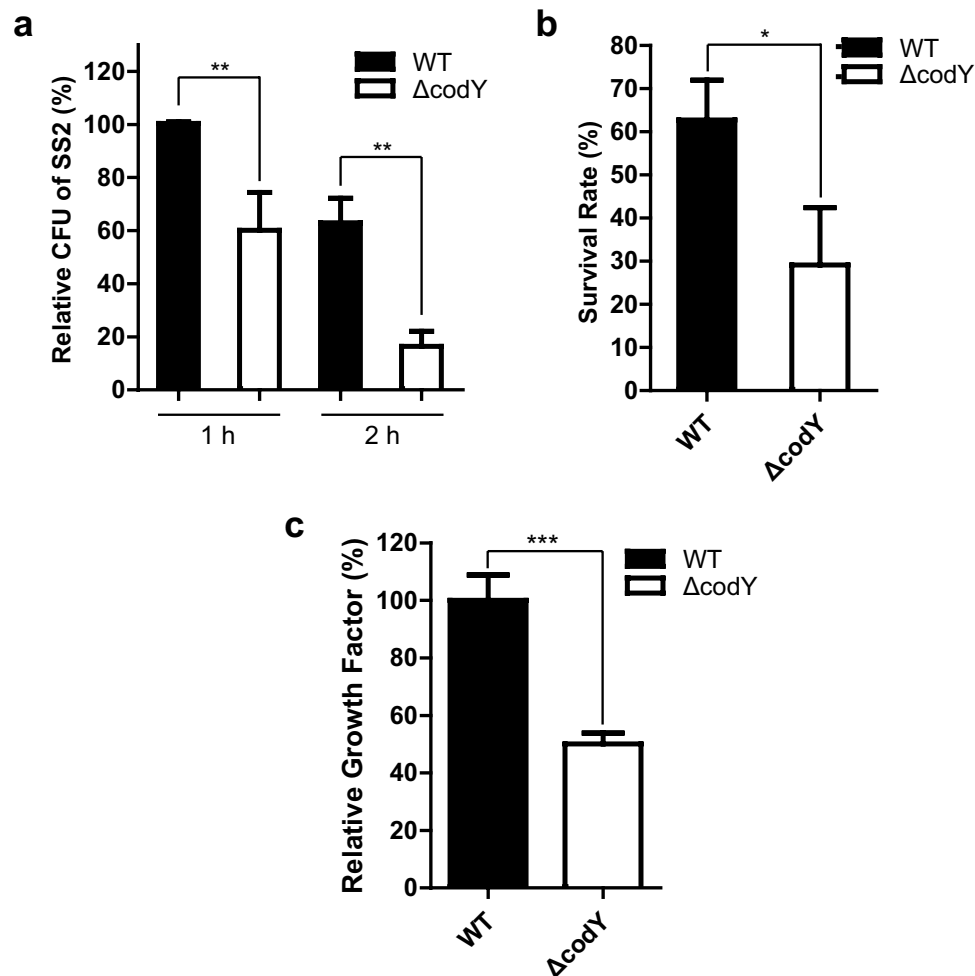 a
Relative CFU of SS2 (%)
120
100
80
60
40
20
0
**
**
WT
ΔcodY
1 h
2 h
b
Survival Rate (%)
80
70
60
50
40
30
20
10
0
*
WT
ΔcodY
WT
ΔcodY
c
Relative Growth Factor (%)
120
100
80
60
40
20
0
***
WT
ΔcodY
WT
ΔcodY